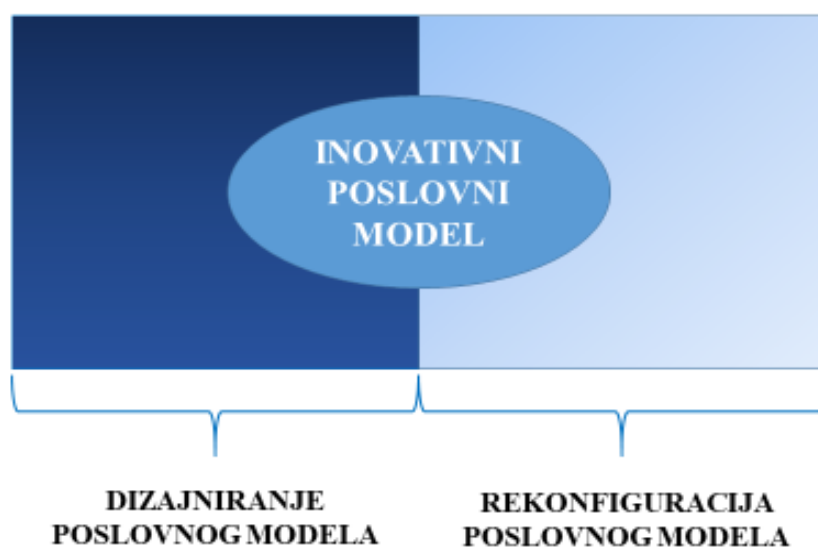 INOVATIVNI
POSLOVNI
MODEL
DIZAJNIRANJE
POSLOVNOG MODELA
REKONFIGURACIJA
POSLOVNOG MODELA